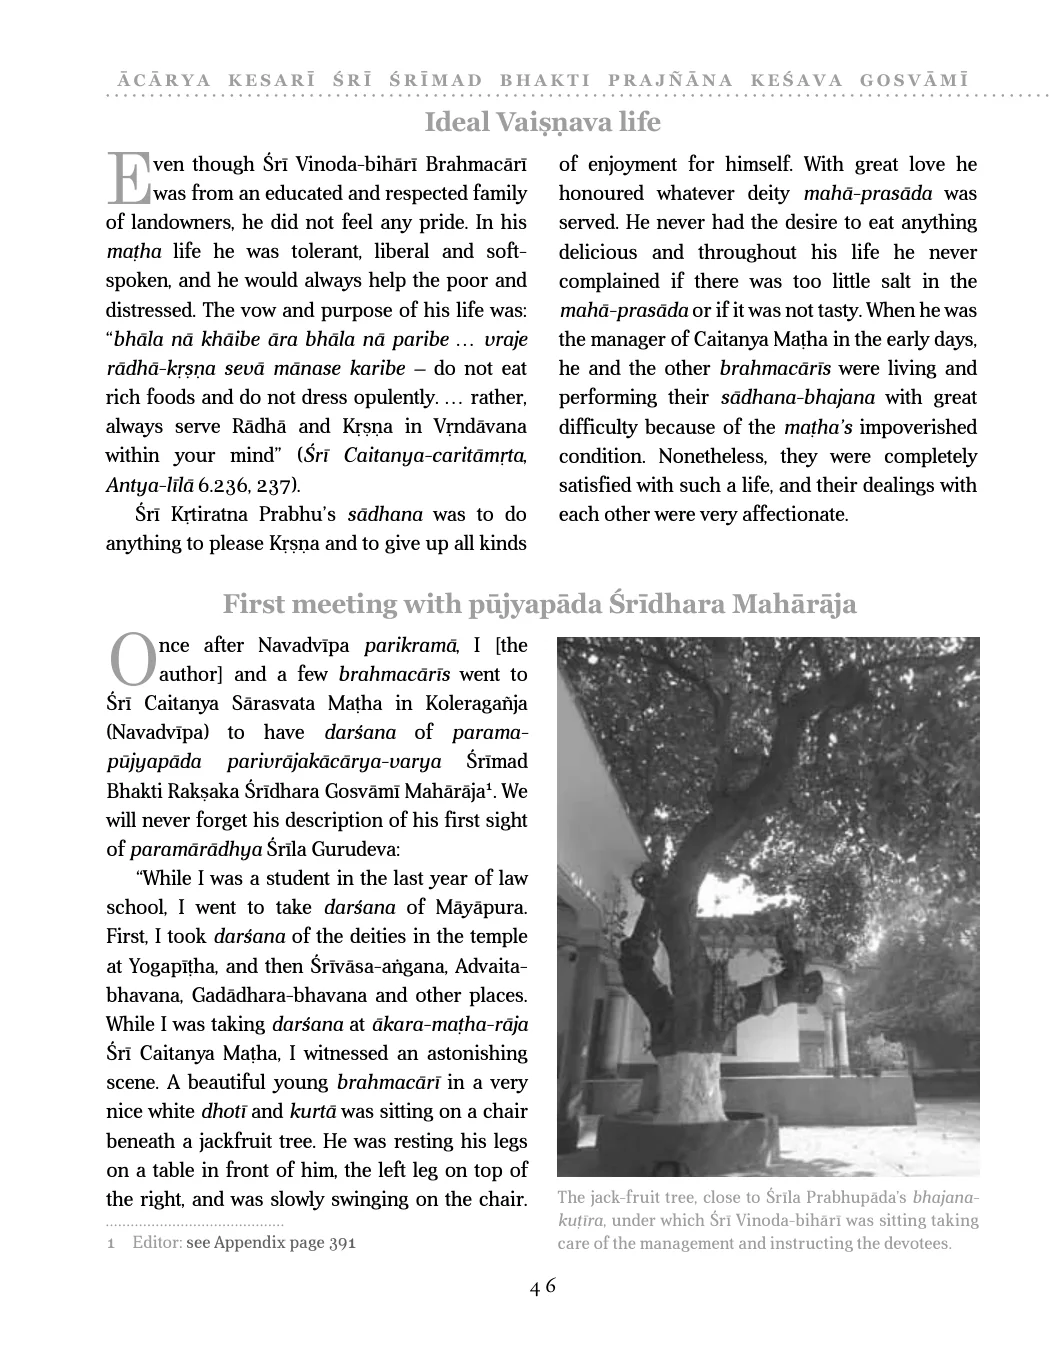 ĀCĀRYA KESARĪ ŚRĪ ŚRĪMAD BHAKTI PRAJÑĀNA KEŚAVA GOSVĀMĪ
Ideal Vaiṣṇava life
Even though Śrī Vinoda-bihārī Brahmacārī
was from an educated and respected family
of landowners, he did not feel any pride. In his
maṭha life he was tolerant, liberal and soft-
spoken, and he would always help the poor and
distressed. The vow and purpose of his life was:
“bhāla nā khāibe āra bhāla nā paribe … vraje
rādhā-kṛṣṇa sevā mānase karibe – do not eat
rich foods and do not dress opulently. … rather,
always serve Rādhā and Kṛṣṇa in Vṛndāvana
within your mind” (Śrī Caitanya-caritāmṛta,
Antya-līlā 6.236, 237).
Śrī Kṛtiratna Prabhu’s sādhana was to do
anything to please Kṛṣṇa and to give up all kinds
of enjoyment for himself. With great love he
honoured whatever deity mahā-prasāda was
served. He never had the desire to eat anything
delicious and throughout his life he never
complained if there was too little salt in the
mahā-prasāda or if it was not tasty. When he was
the manager of Caitanya Maṭha in the early days,
he and the other brahmacārīs were living and
performing their sādhana-bhajana with great
difficulty because of the maṭha’s impoverished
condition. Nonetheless, they were completely
satisfied with such a life, and their dealings with
each other were very affectionate.
First meeting with pūjyapāda Śrīdhara Mahārāja
Once after Navadvīpa parikramā, I [the
author] and a few brahmacārīs went to
Śrī Caitanya Sārasvata Maṭha in Koleragañja
(Navadvīpa) to have darśana of parama-
pūjyapāda parivrājakācārya-varya Śrīmad
Bhakti Rakṣaka Śrīdhara Gosvāmī Mahārāja¹. We
will never forget his description of his first sight
of paramārādhya Śrīla Gurudeva:
“While I was a student in the last year of law
school, I went to take darśana of Māyāpura.
First, I took darśana of the deities in the temple
at Yogapīṭha, and then Śrīvāsa-aṅgana, Advaita-
bhavana, Gadādhara-bhavana and other places.
While I was taking darśana at ākara-maṭha-rāja
Śrī Caitanya Maṭha, I witnessed an astonishing
scene. A beautiful young brahmacārī in a very
nice white dhotī and kurtā was sitting on a chair
beneath a jackfruit tree. He was resting his legs
on a table in front of him, the left leg on top of
the right, and was slowly swinging on the chair.
The jack-fruit tree, close to Śrīla Prabhupāda’s bhajana-
kuṭīra, under which Śrī Vinoda-bihārī was sitting taking
care of the management and instructing the devotees.
1 Editor: see Appendix page 391
46